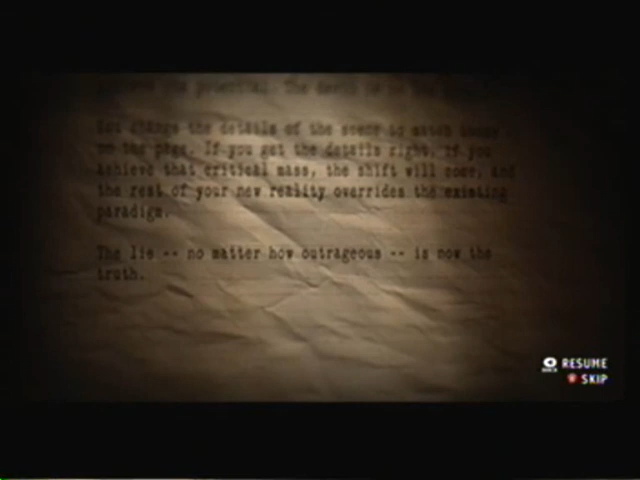 potential. The
change the details of the scene to match those
on the page. If you get the details right, if you
achieve that critical mass, the shift will come, and
the rest of your new reality overrides the existing
paradigm.
The lie -- no matter how outrageous -- is now the
truth.
RESUME
SKIP